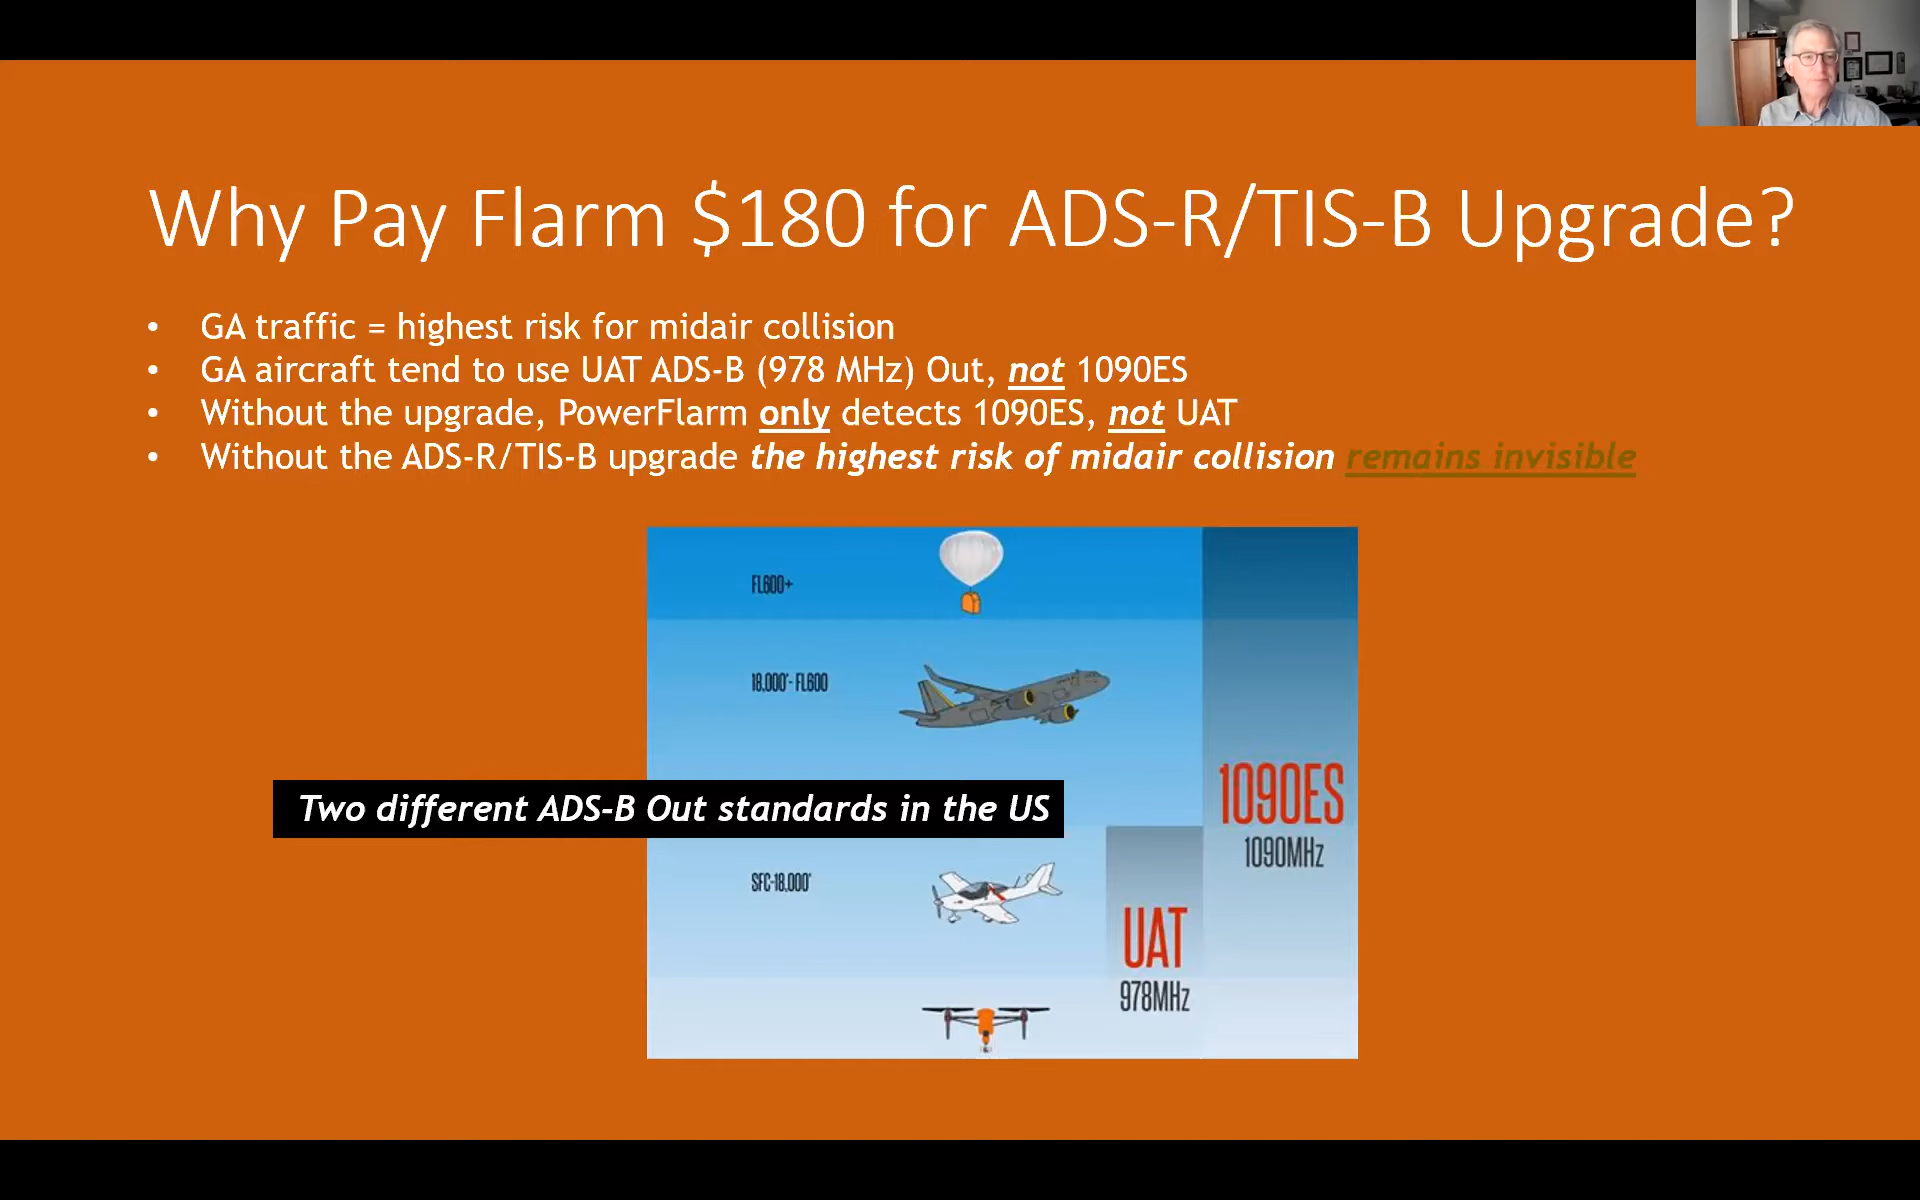 Why Pay Flarm $180 for ADS-R/TIS-B Upgrade?
• GA traffic = highest risk for midair collision
• GA aircraft tend to use UAT ADS-B (978 MHz) Out, not 1090ES
• Without the upgrade, PowerFlarm only detects 1090ES, not UAT
• Without the ADS-R/TIS-B upgrade the highest risk of midair collision remains invisible
FL600+
18,000'- FL600
Two different ADS-B Out standards in the US
1090ES
1090MHz
SFC-18,000'
UAT
978MHz